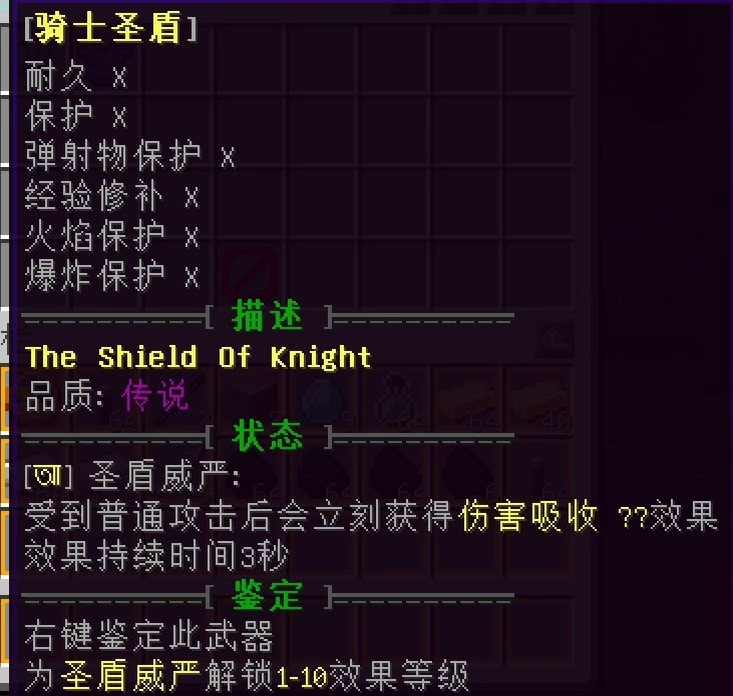 [骑士圣盾]
耐久 X
保护 X
弹射物保护 X
经验修补 X
火焰保护 X
爆炸保护 X
[ 描述 ]
The Shield Of Knight
品质: 传说
[ 状态 ]
圣盾威严:
受到普通攻击后会立刻获得伤害吸收 ??效果
效果持续时间3秒
[ 鉴定 ]
右键鉴定此武器
为圣盾威严解锁1-10效果等级